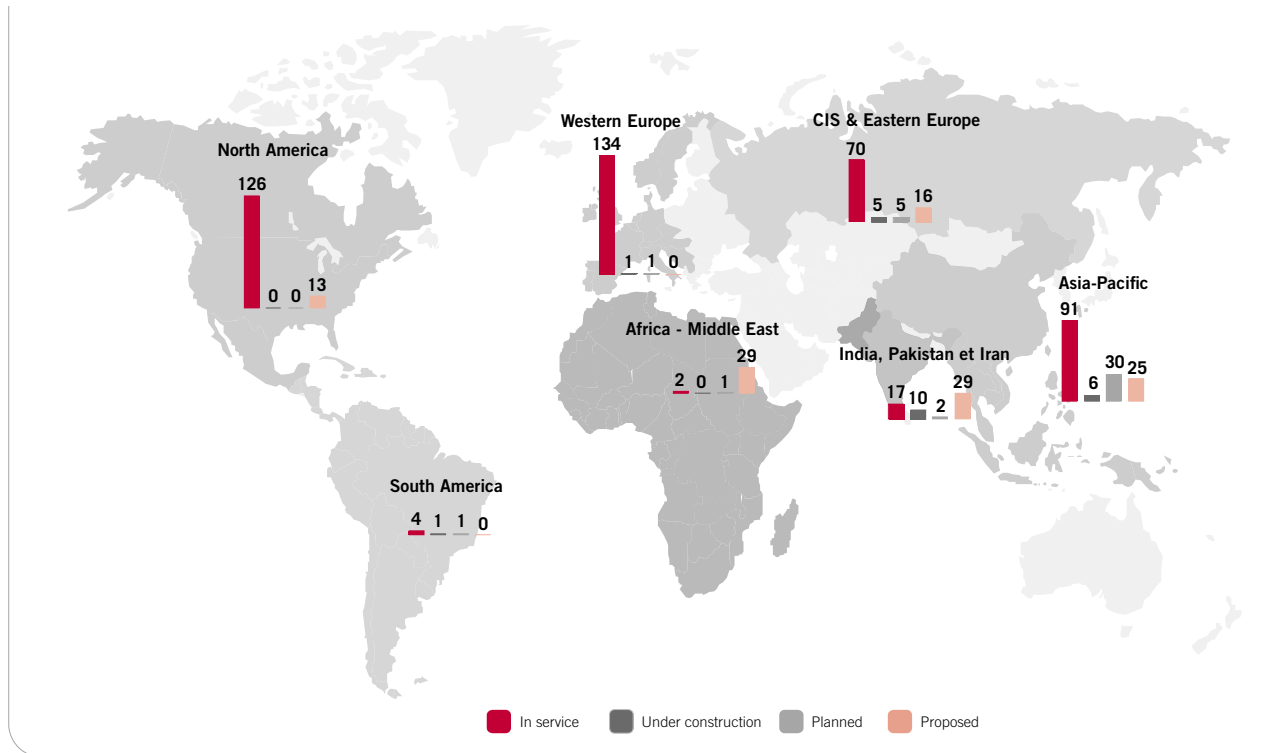 Western Europe
134
1 1 0
CIS & Eastern Europe
70
5 5 16
North America
126
0 0 13
Asia-Pacific
91
6 30 25
Africa - Middle East
2 0 1 29
India, Pakistan et Iran
17 10 2 29
South America
4 1 1 0
In service Under construction Planned Proposed